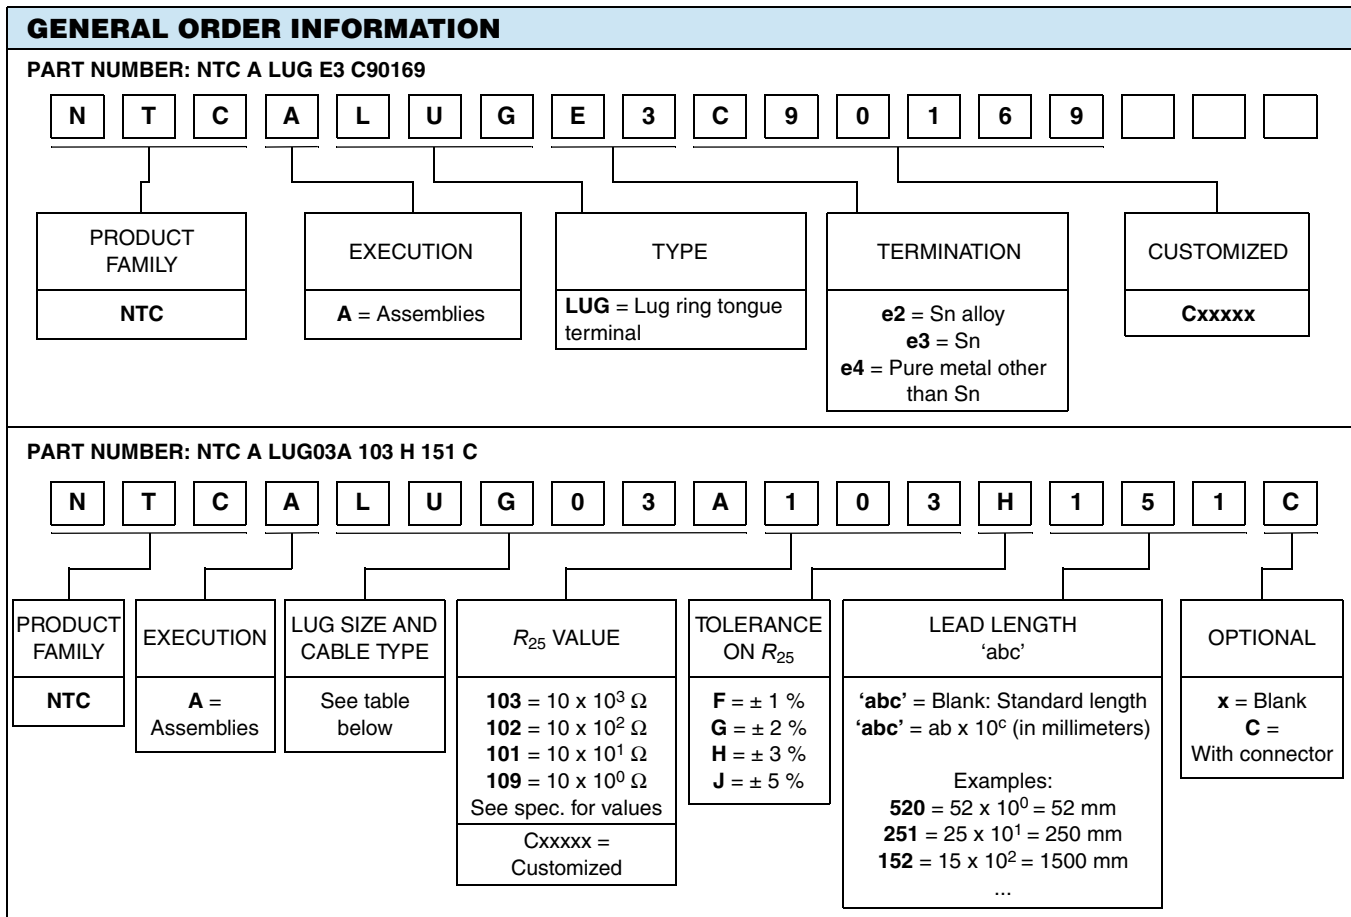 GENERAL ORDER INFORMATION
PART NUMBER: NTC A LUG E3 C90169
N T C A L U G E 3 C 9 0 1 6 9
PRODUCT
FAMILY
NTC
EXECUTION
A = Assemblies
TYPE
LUG = Lug ring tongue
terminal
TERMINATION
e2 = Sn alloy
e3 = Sn
e4 = Pure metal other
than Sn
CUSTOMIZED
Cxxxxx
PART NUMBER: NTC A LUG03A 103 H 151 C
N T C A L U G 0 3 A 1 0 3 H 1 5 1 C
PRODUCT
FAMILY
NTC
EXECUTION
A =
Assemblies
LUG SIZE AND
CABLE TYPE
See table
below
R25 VALUE
103 = 10 x 10³ Ω
102 = 10 x 10² Ω
101 = 10 x 10¹ Ω
109 = 10 x 10⁰ Ω
See spec. for values
Cxxxxx =
Customized
TOLERANCE
ON R25
F = ± 1 %
G = ± 2 %
H = ± 3 %
J = ± 5 %
LEAD LENGTH
‘abc’
‘abc’ = Blank: Standard length
‘abc’ = ab x 10ᶜ (in millimeters)
Examples:
520 = 52 x 10⁰ = 52 mm
251 = 25 x 10¹ = 250 mm
152 = 15 x 10² = 1500 mm
...
OPTIONAL
x = Blank
C =
With connector